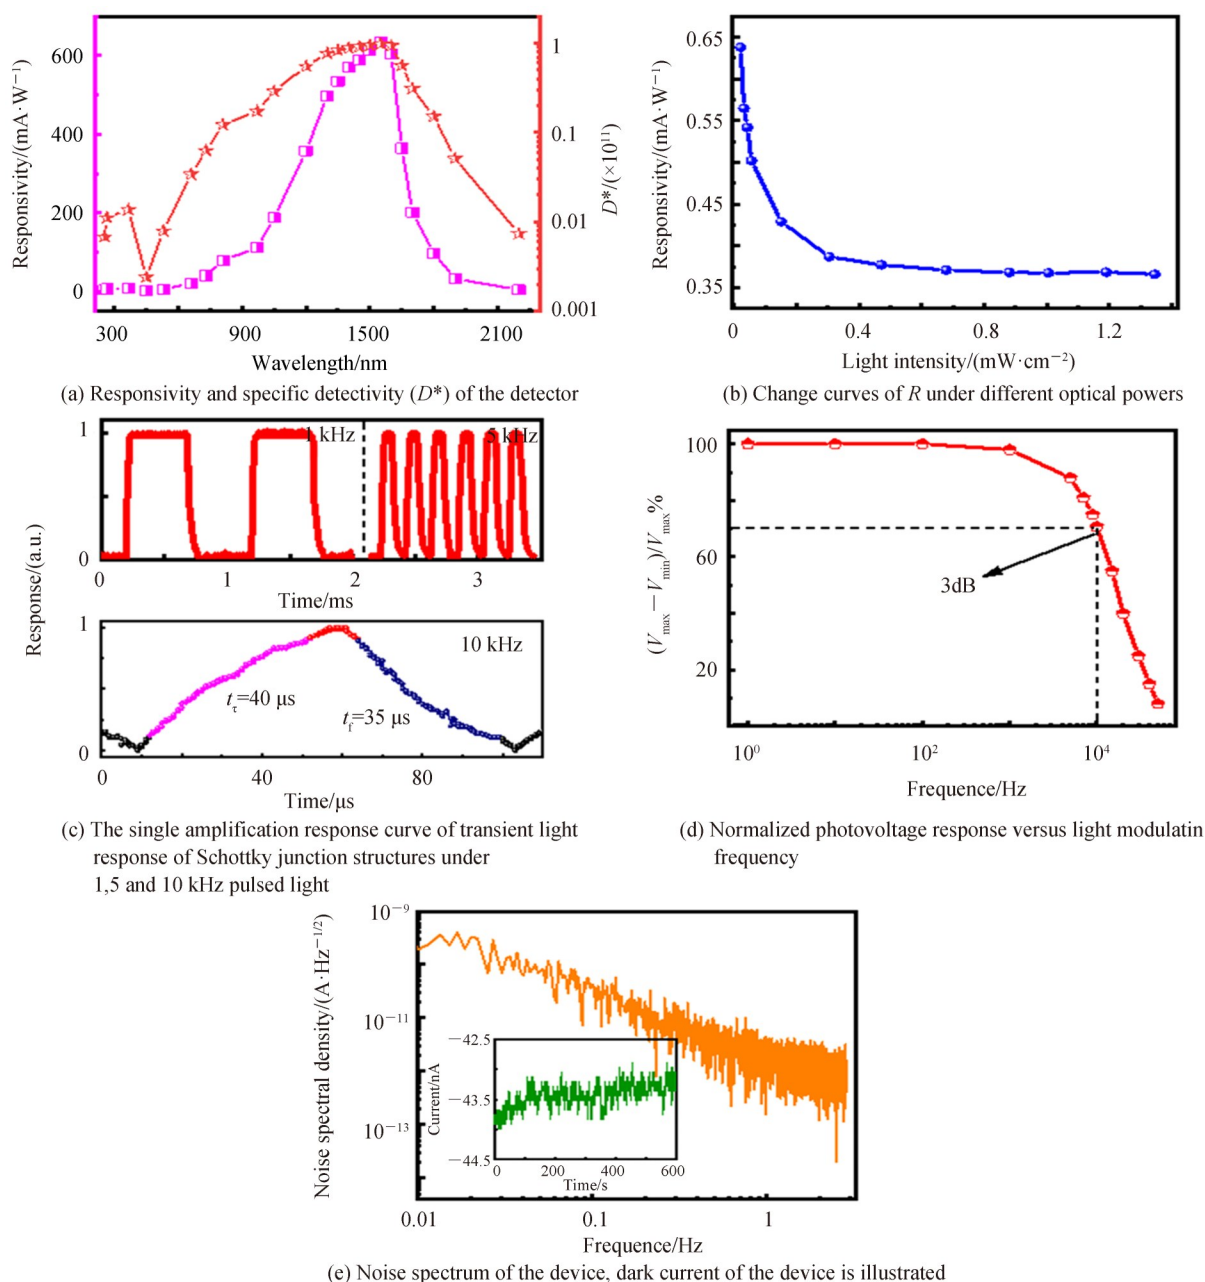 600
400
200
0
Responsivity/(mA·W⁻¹)
1
0.1
0.01
0.001
D*/(×10¹¹)
300 900 1500 2100
Wavelength/nm
(a) Responsivity and specific detectivity (D*) of the detector
0.65
0.55
0.45
0.35
Responsivity/(mA·W⁻¹)
0 0.4 0.8 1.2
Light intensity/(mW·cm⁻²)
(b) Change curves of R under different optical powers
Response/(a.u.)
1
0
1 kHz 5 kHz
0 1 2 3
Time/ms
1
0
10 kHz
tτ=40 μs
tf=35 μs
0 40 80
Time/μs
(c) The single amplification response curve of transient light
response of Schottky junction structures under
1,5 and 10 kHz pulsed light
100
60
20
(Vmax−Vmin)/Vmax%
3dB
10⁰ 10² 10⁴
Frequence/Hz
(d) Normalized photovoltage response versus light modulatin
frequency
10⁻⁹
10⁻¹¹
10⁻¹³
Noise spectral density/(A·Hz⁻¹/²)
−42.5
−43.5
−44.5
Current/nA
0 200 400 600
Time/s
0.01 0.1 1
Frequence/Hz
(e) Noise spectrum of the device, dark current of the device is illustrated